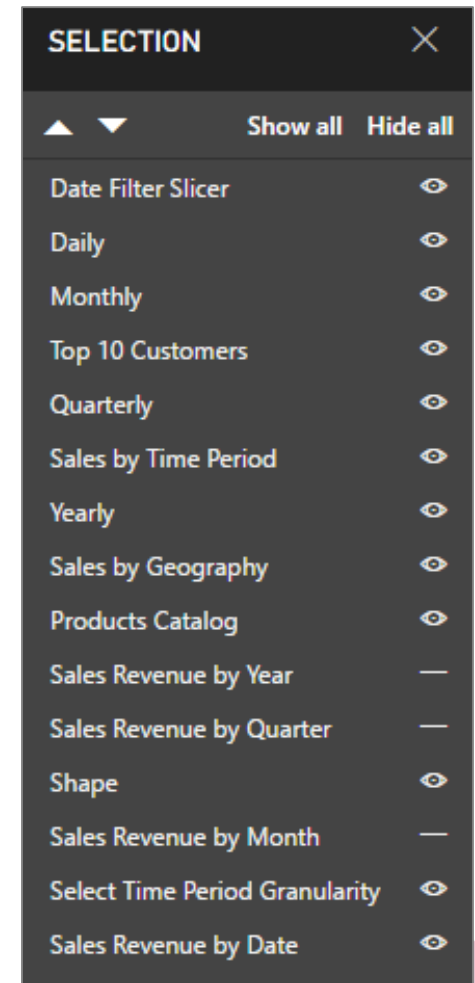 SELECTION
Show all Hide all
Date Filter Slicer
Daily
Monthly
Top 10 Customers
Quarterly
Sales by Time Period
Yearly
Sales by Geography
Products Catalog
Sales Revenue by Year
Sales Revenue by Quarter
Shape
Sales Revenue by Month
Select Time Period Granularity
Sales Revenue by Date